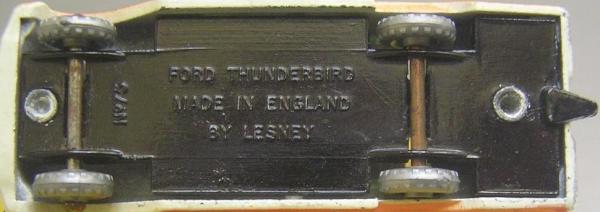 FORD THUNDERBIRD
MADE IN ENGLAND
BY LESNEY
Nº75